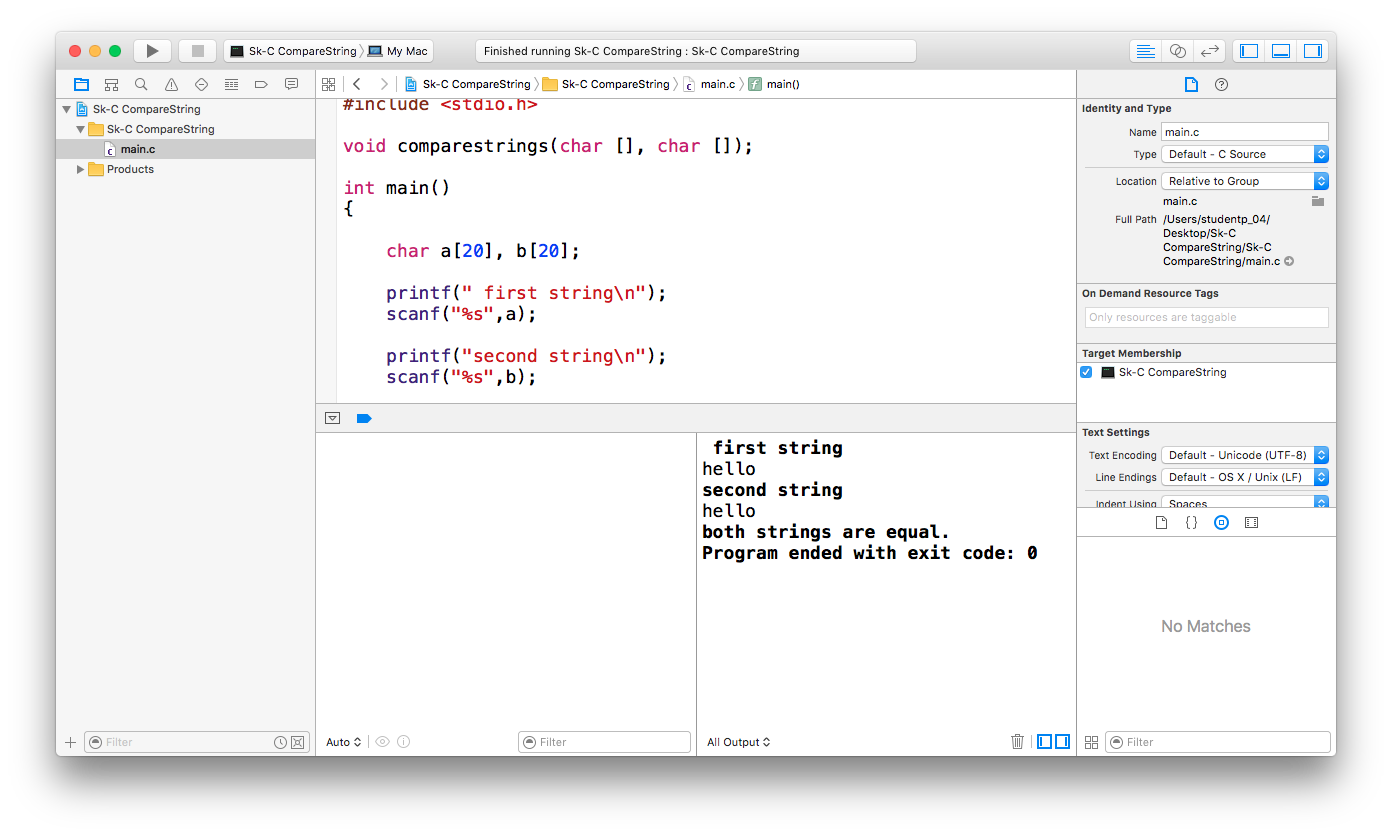 Sk-C CompareString
My Mac
Finished running Sk-C CompareString : Sk-C CompareString
Sk-C CompareString
Sk-C CompareString
main.c
main()
Sk-C CompareString
Sk-C CompareString
main.c
Products
Filter
#include <stdio.h>
void comparestrings(char [], char []);
int main()
{
char a[20], b[20];
printf(" first string\n");
scanf("%s",a);
printf("second string\n");
scanf("%s",b);
Auto
Filter
first string
hello
second string
hello
both strings are equal.
Program ended with exit code: 0
All Output
Identity and Type
Name main.c
Type Default - C Source
Location Relative to Group
main.c
Full Path /Users/studentp_04/
Desktop/Sk-C
CompareString/Sk-C
CompareString/main.c
On Demand Resource Tags
Only resources are taggable
Target Membership
Sk-C CompareString
Text Settings
Text Encoding Default - Unicode (UTF-8)
Line Endings Default - OS X / Unix (LF)
Indent Using Spaces
No Matches
Filter